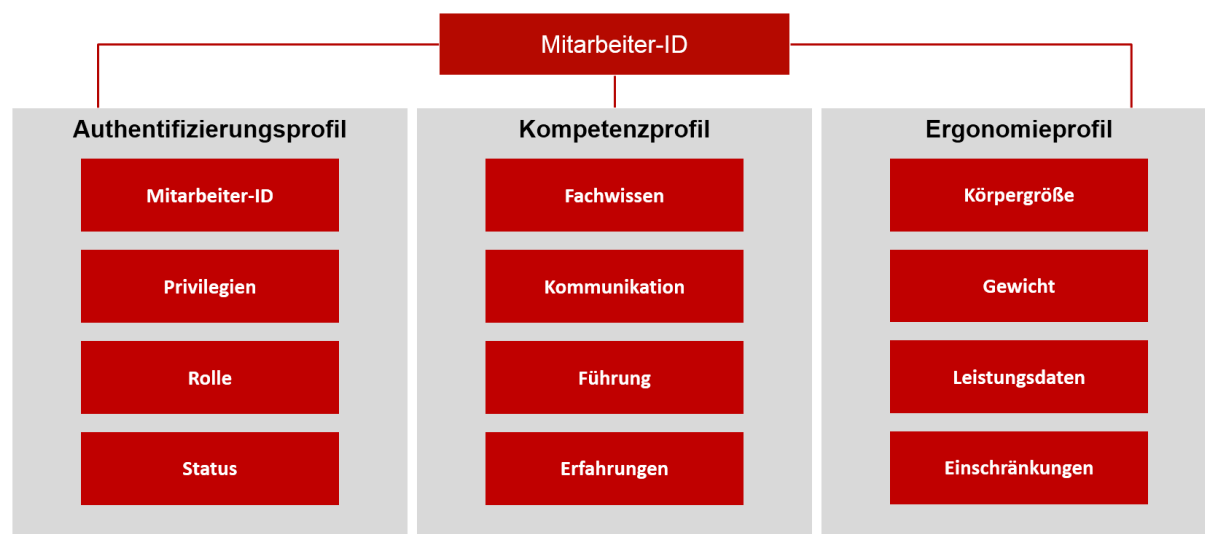 Mitarbeiter-ID
Authentifizierungsprofil
Mitarbeiter-ID
Privilegien
Rolle
Status
Kompetenzprofil
Fachwissen
Kommunikation
Führung
Erfahrungen
Ergonomieprofil
Körpergröße
Gewicht
Leistungsdaten
Einschränkungen